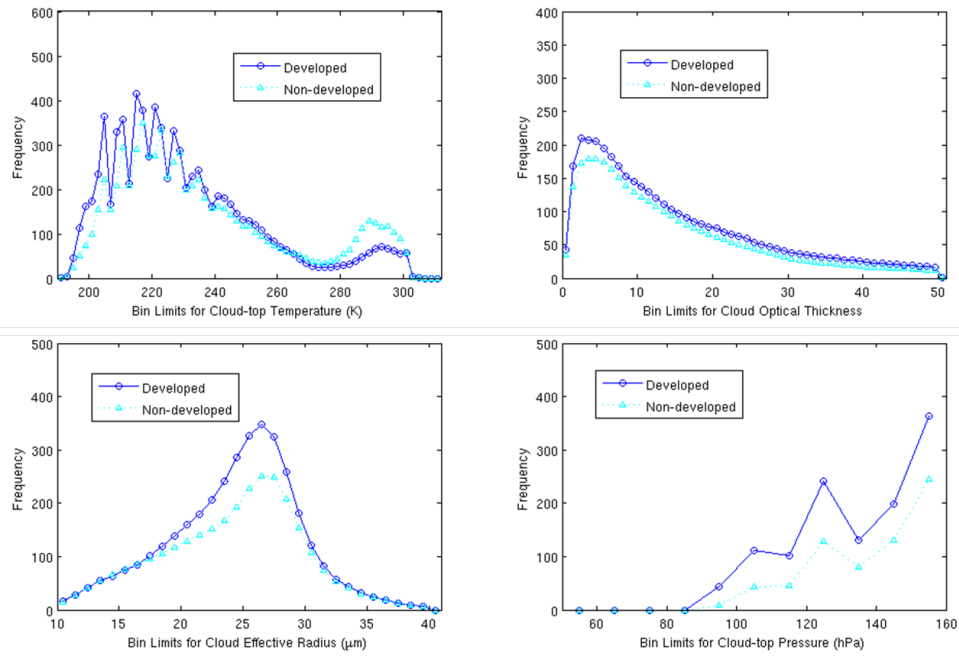 600
500
400
300
200
100
0
Frequency
Developed
Non-developed
200 220 240 260 280 300
Bin Limits for Cloud-top Temperature (K)
400
350
300
250
200
150
100
50
0
Frequency
Developed
Non-developed
0 10 20 30 40 50
Bin Limits for Cloud Optical Thickness
500
400
300
200
100
0
Frequency
Developed
Non-developed
10 15 20 25 30 35 40
Bin Limits for Cloud Effective Radius (μm)
500
400
300
200
100
0
Frequency
Developed
Non-developed
60 80 100 120 140 160
Bin Limits for Cloud-top Pressure (hPa)